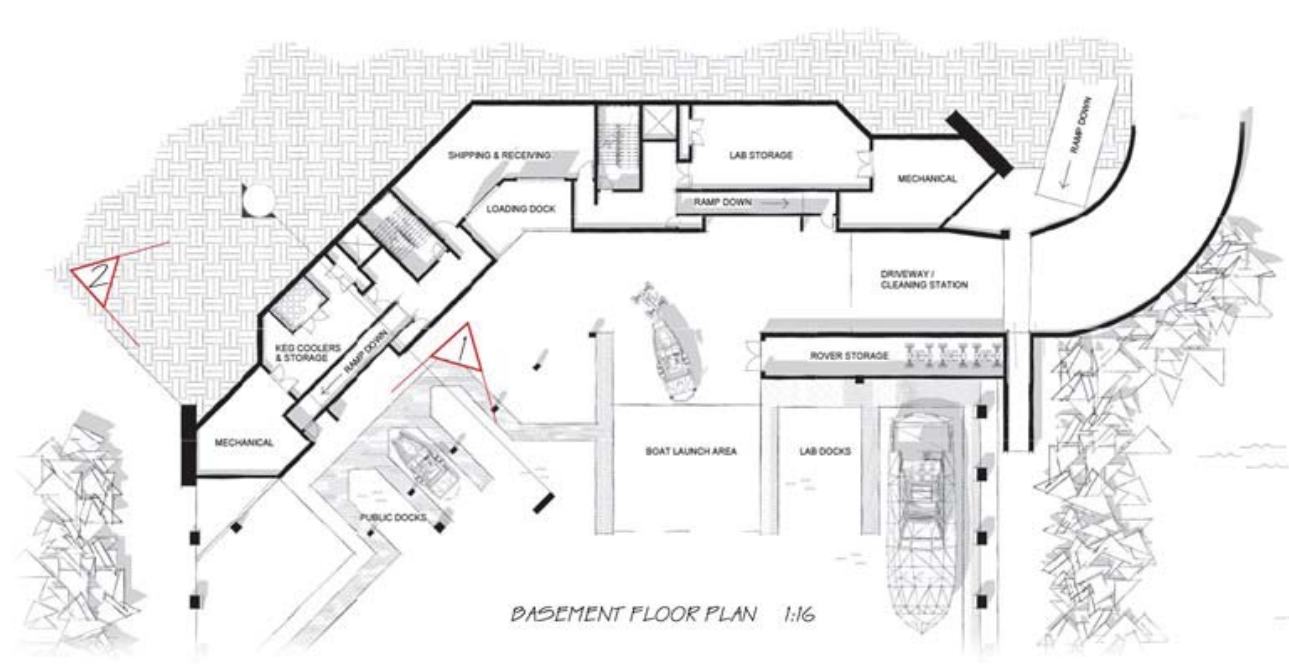 RAMP DOWN
SHIPPING & RECEIVING
LAB STORAGE
MECHANICAL
LOADING DOCK
RAMP DOWN
2
DRIVEWAY /
CLEANING STATION
KEG COOLERS
& STORAGE
RAMP DOWN
1
ROVER STORAGE
MECHANICAL
BOAT LAUNCH AREA
LAB DOCKS
PUBLIC DOCKS
BASEMENT FLOOR PLAN 1:16